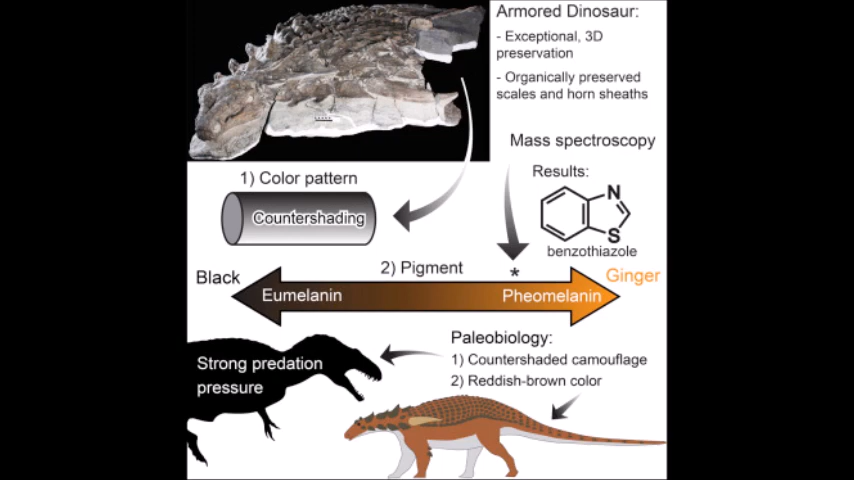 Armored Dinosaur:
- Exceptional, 3D
preservation
- Organically preserved
scales and horn sheaths
Mass spectroscopy
Results:
N
S
benzothiazole
1) Color pattern
Countershading
2) Pigment
*
Black
Ginger
Eumelanin
Pheomelanin
Paleobiology:
1) Countershaded camouflage
2) Reddish-brown color
Strong predation
pressure